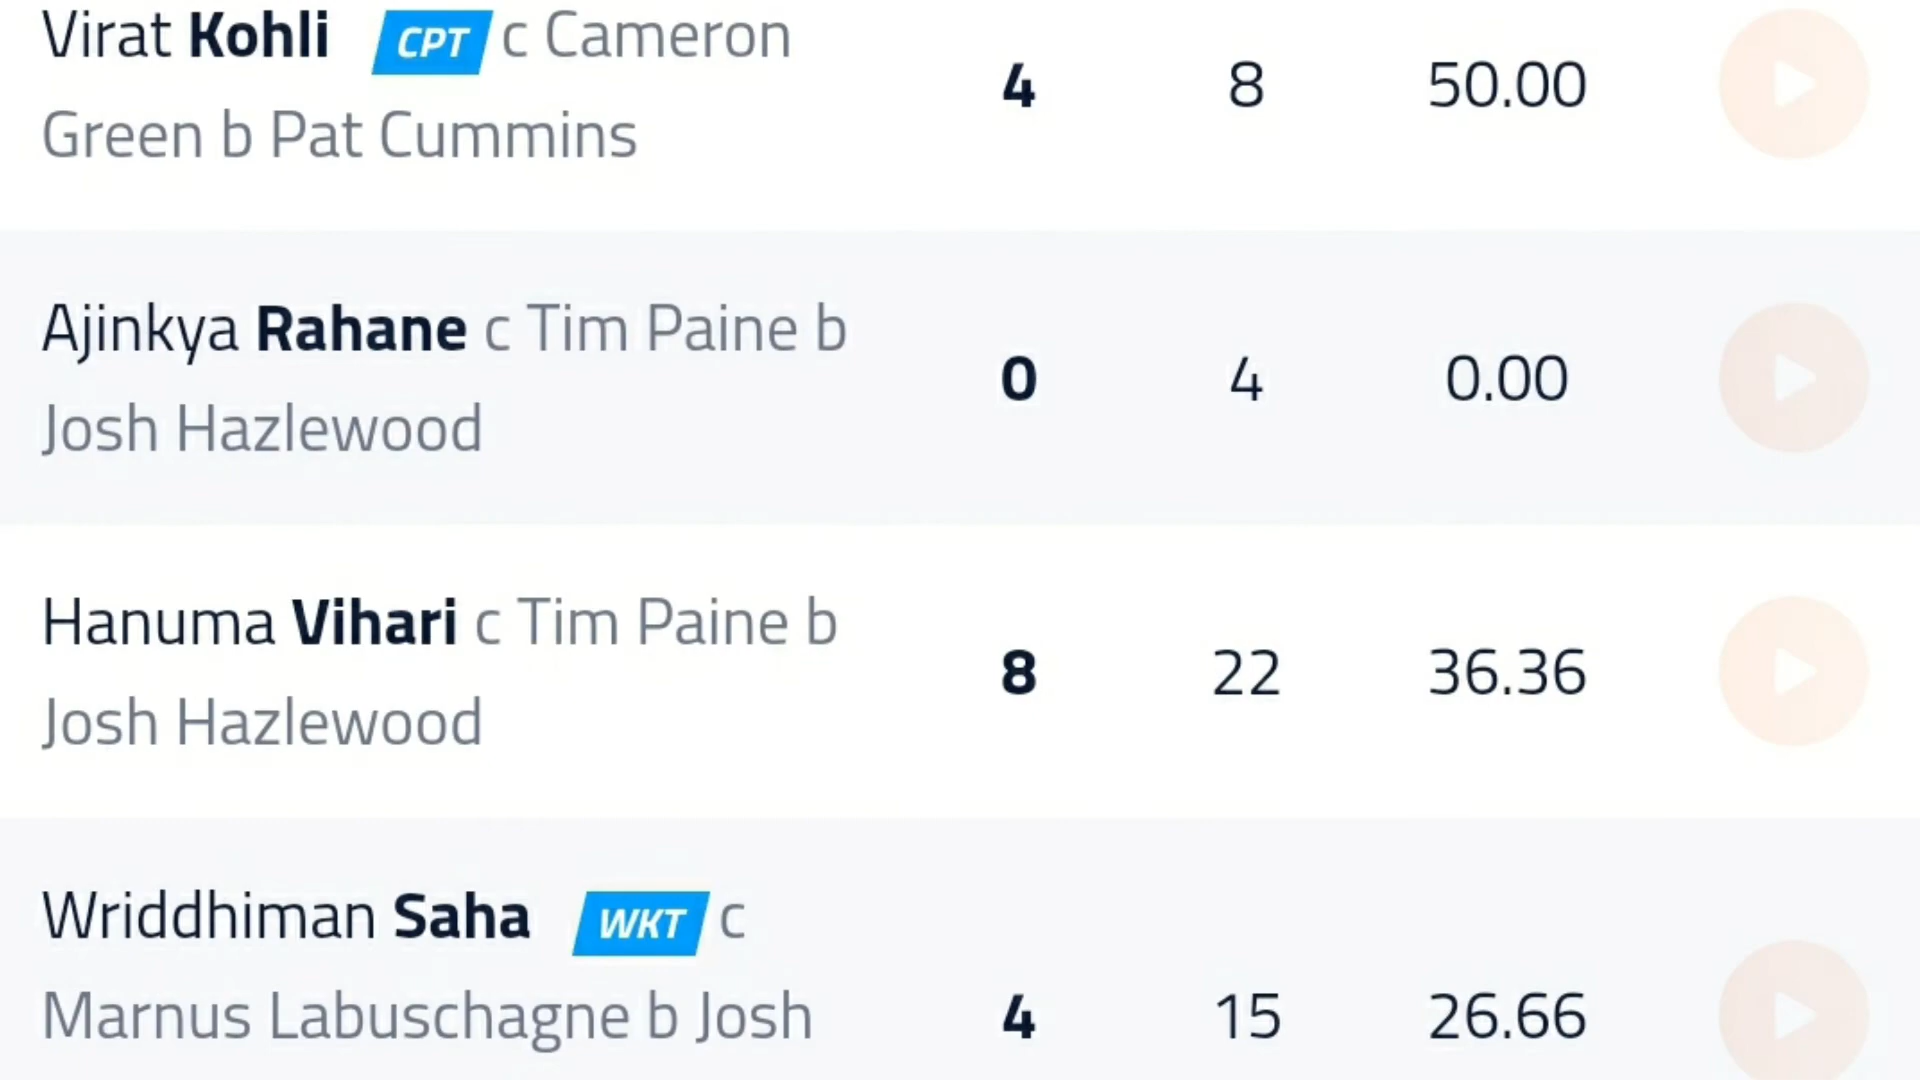 Virat Kohli CPT c Cameron
Green b Pat Cummins
4 8 50.00
Ajinkya Rahane c Tim Paine b
Josh Hazlewood
0 4 0.00
Hanuma Vihari c Tim Paine b
Josh Hazlewood
8 22 36.36
Wriddhiman Saha WKT c
Marnus Labuschagne b Josh
4 15 26.66